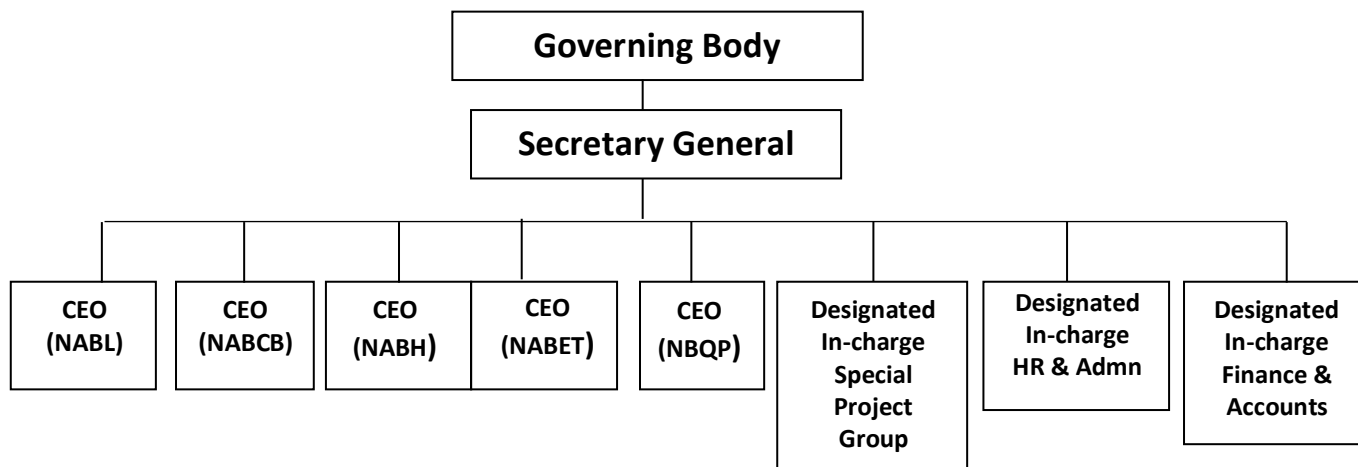 Governing Body
Secretary General
CEO
(NABL)
CEO
(NABCB)
CEO
(NABH)
CEO
(NABET)
CEO
(NBQP)
Designated
In-charge
Special
Project
Group
Designated
In-charge
HR & Admn
Designated
In-charge
Finance &
Accounts